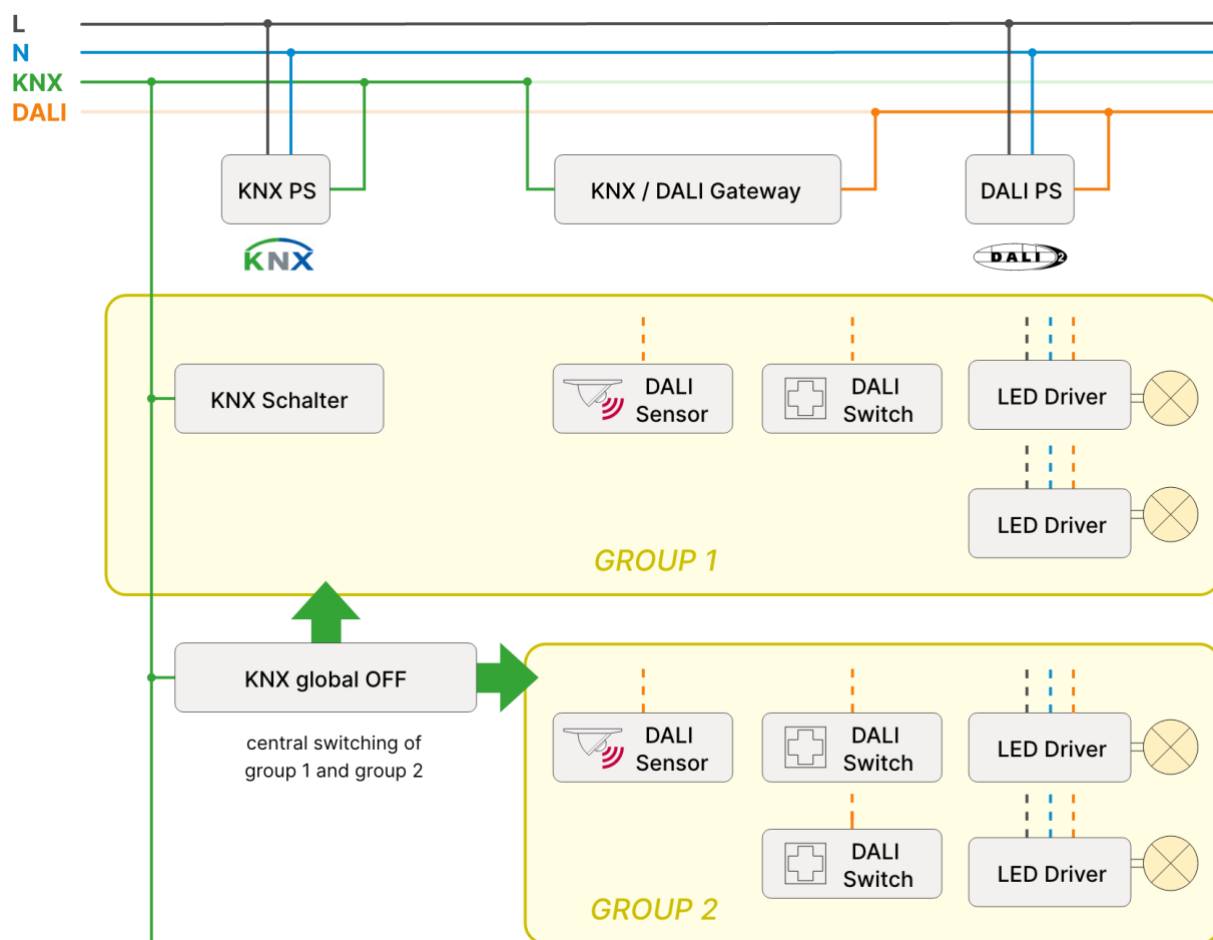 L
N
KNX
DALI
KNX PS
KNX / DALI Gateway
DALI PS
KNX
DALI 2
KNX Schalter
DALI
Sensor
DALI
Switch
LED Driver
LED Driver
GROUP 1
KNX global OFF
central switching of
group 1 and group 2
DALI
Sensor
DALI
Switch
LED Driver
DALI
Switch
LED Driver
GROUP 2